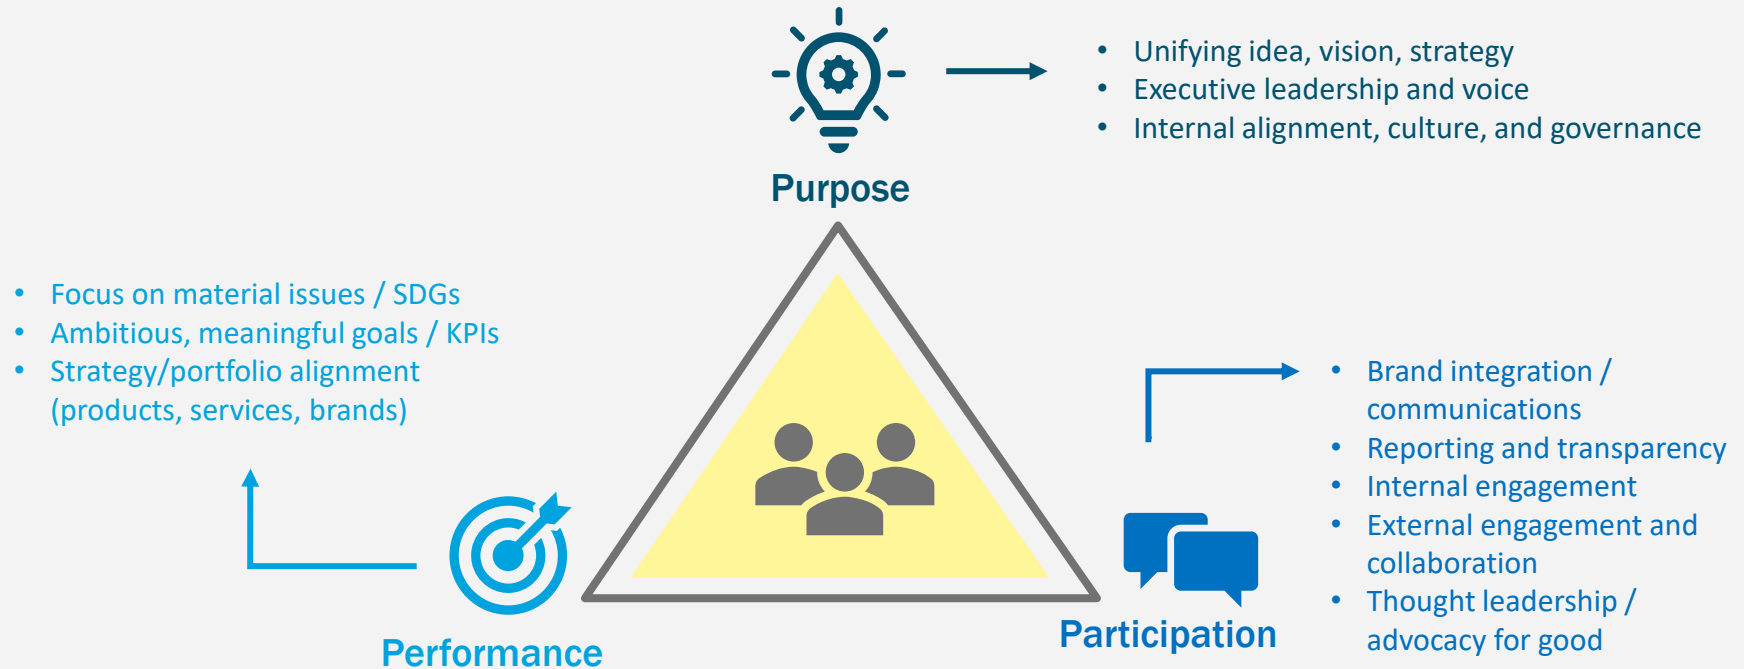 • Unifying idea, vision, strategy
• Executive leadership and voice
• Internal alignment, culture, and governance
Purpose
• Focus on material issues / SDGs
• Ambitious, meaningful goals / KPIs
• Strategy/portfolio alignment
(products, services, brands)
Performance
• Brand integration /
communications
• Reporting and transparency
• Internal engagement
• External engagement and
collaboration
• Thought leadership /
advocacy for good
Participation